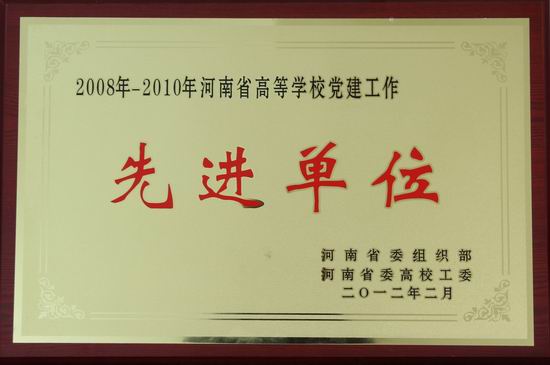 2008年-2010年河南省高等学校党建工作
先进单位
河南省委组织部
河南省委高校工委
二〇一二年二月